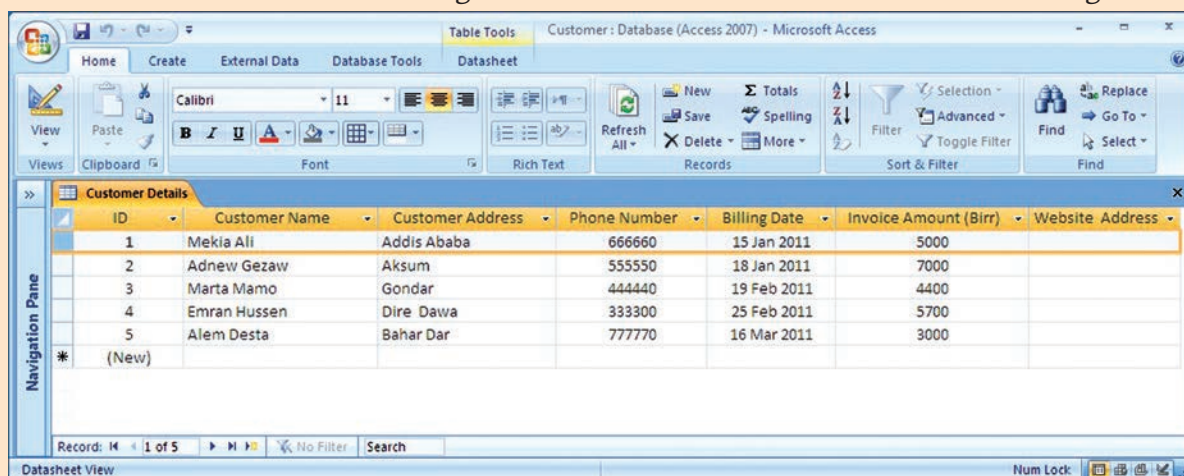 Table Tools Customer : Database (Access 2007) - Microsoft Access
Home Create External Data Database Tools Datasheet
View Paste Calibri 11 B I U A Refresh All New Save Delete Totals Spelling More Filter Selection Advanced Toggle Filter Find Replace Go To Select
Views Clipboard Font Rich Text Records Sort & Filter Find
Customer Details
ID Customer Name Customer Address Phone Number Billing Date Invoice Amount (Birr) Website Address
1 Mekia Ali Addis Ababa 666660 15 Jan 2011 5000
2 Adnew Gezaw Aksum 555550 18 Jan 2011 7000
3 Marta Mamo Gondar 444440 19 Feb 2011 4400
4 Emran Hussen Dire Dawa 333300 25 Feb 2011 5700
5 Alem Desta Bahar Dar 777770 16 Mar 2011 3000
(New)
Navigation Pane
Record: 1 of 5 No Filter Search
Datasheet View Num Lock